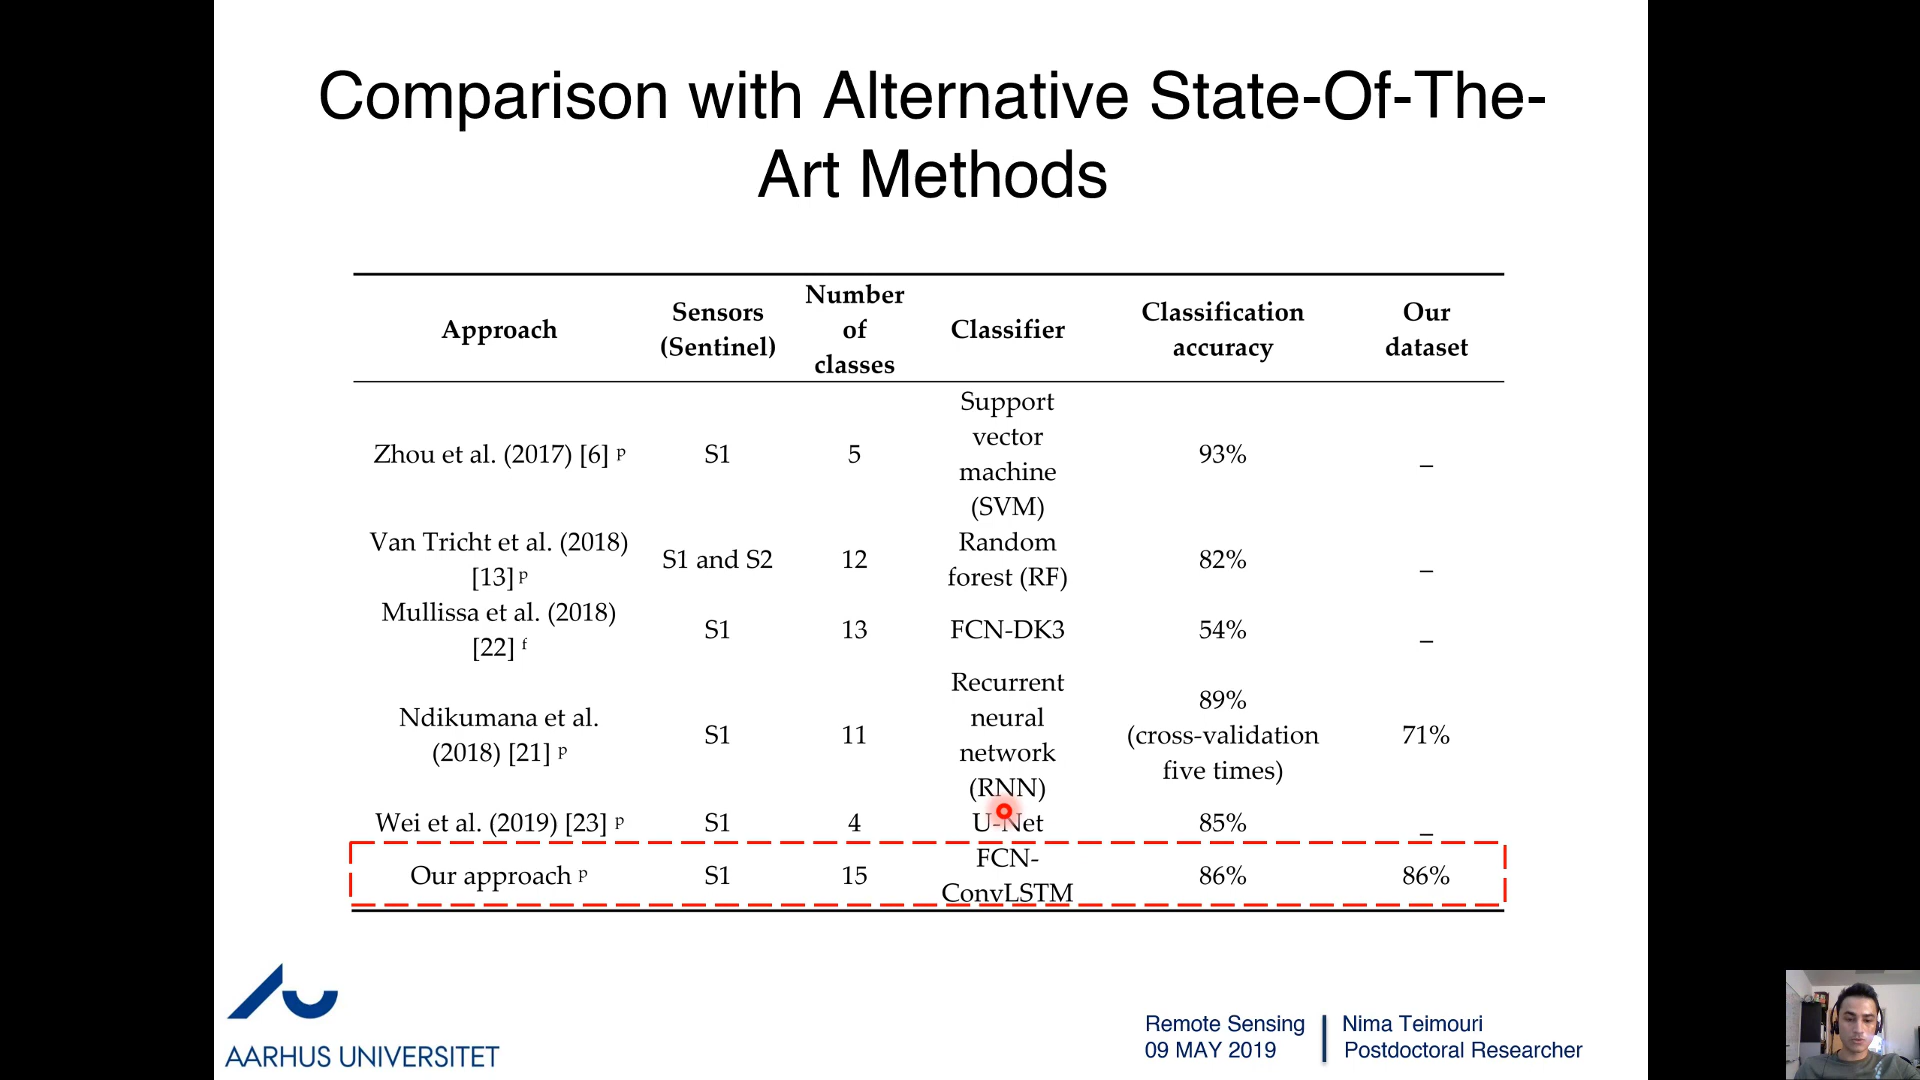 Comparison with Alternative State-Of-The-
Art Methods
Approach
Sensors
(Sentinel)
Number
of
classes
Classifier
Classification
accuracy
Our
dataset
Zhou et al. (2017) [6] p
S1
5
Support
vector
machine
(SVM)
93%
_
Van Tricht et al. (2018)
[13] p
S1 and S2
12
Random
forest (RF)
82%
_
Mullissa et al. (2018)
[22] f
S1
13
FCN-DK3
54%
_
Ndikumana et al.
(2018) [21] p
S1
11
Recurrent
neural
network
(RNN)
89%
(cross-validation
five times)
71%
Wei et al. (2019) [23] p
S1
4
U-Net
85%
_
Our approach p
S1
15
FCN-
ConvLSTM
86%
86%
AARHUS UNIVERSITET
Remote Sensing
09 MAY 2019
Nima Teimouri
Postdoctoral Researcher